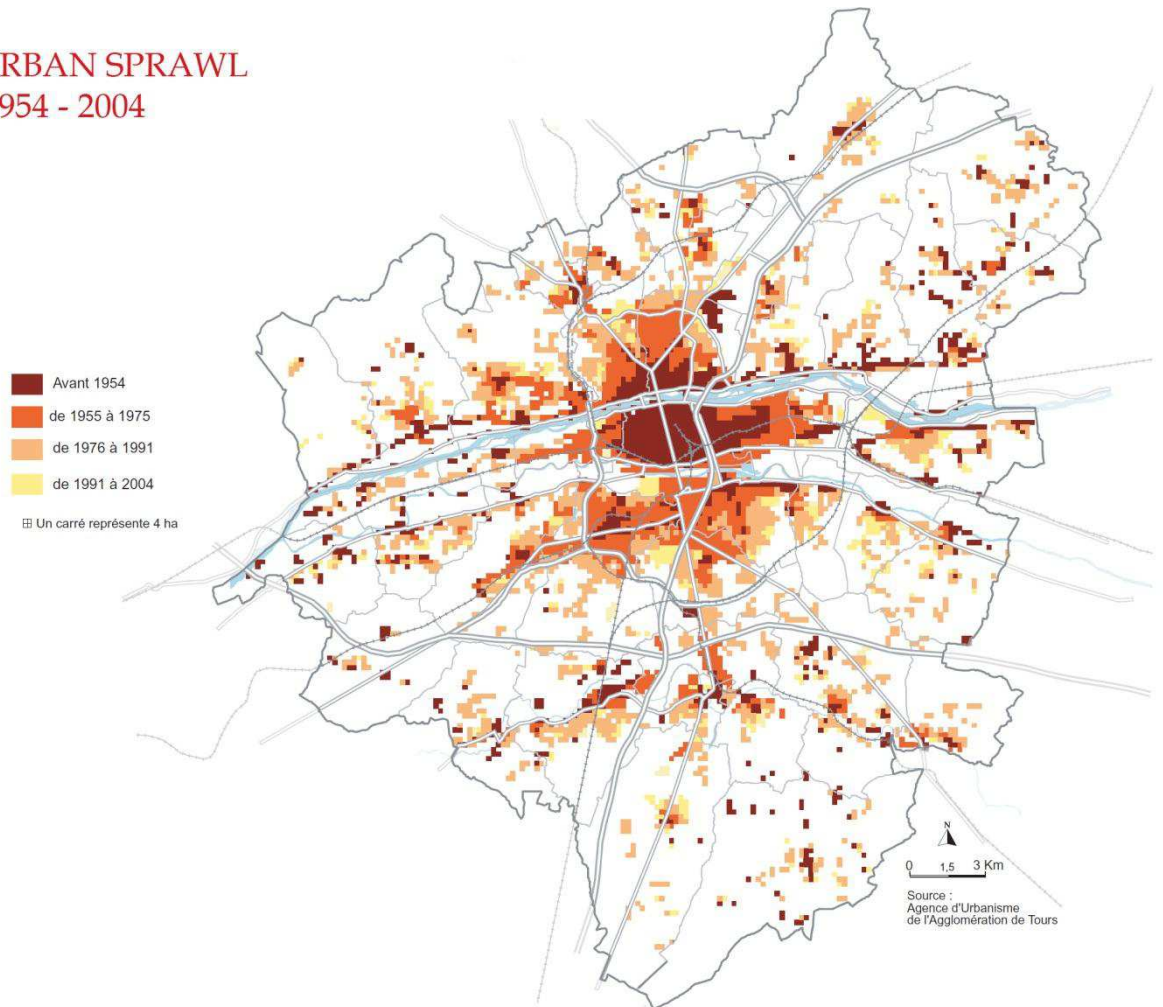 RBAN SPRAWL
954 - 2004
Avant 1954
de 1955 à 1975
de 1976 à 1991
de 1991 à 2004
Un carré représente 4 ha
N
0 1,5 3 Km
Source :
Agence d'Urbanisme
de l'Agglomération de Tours